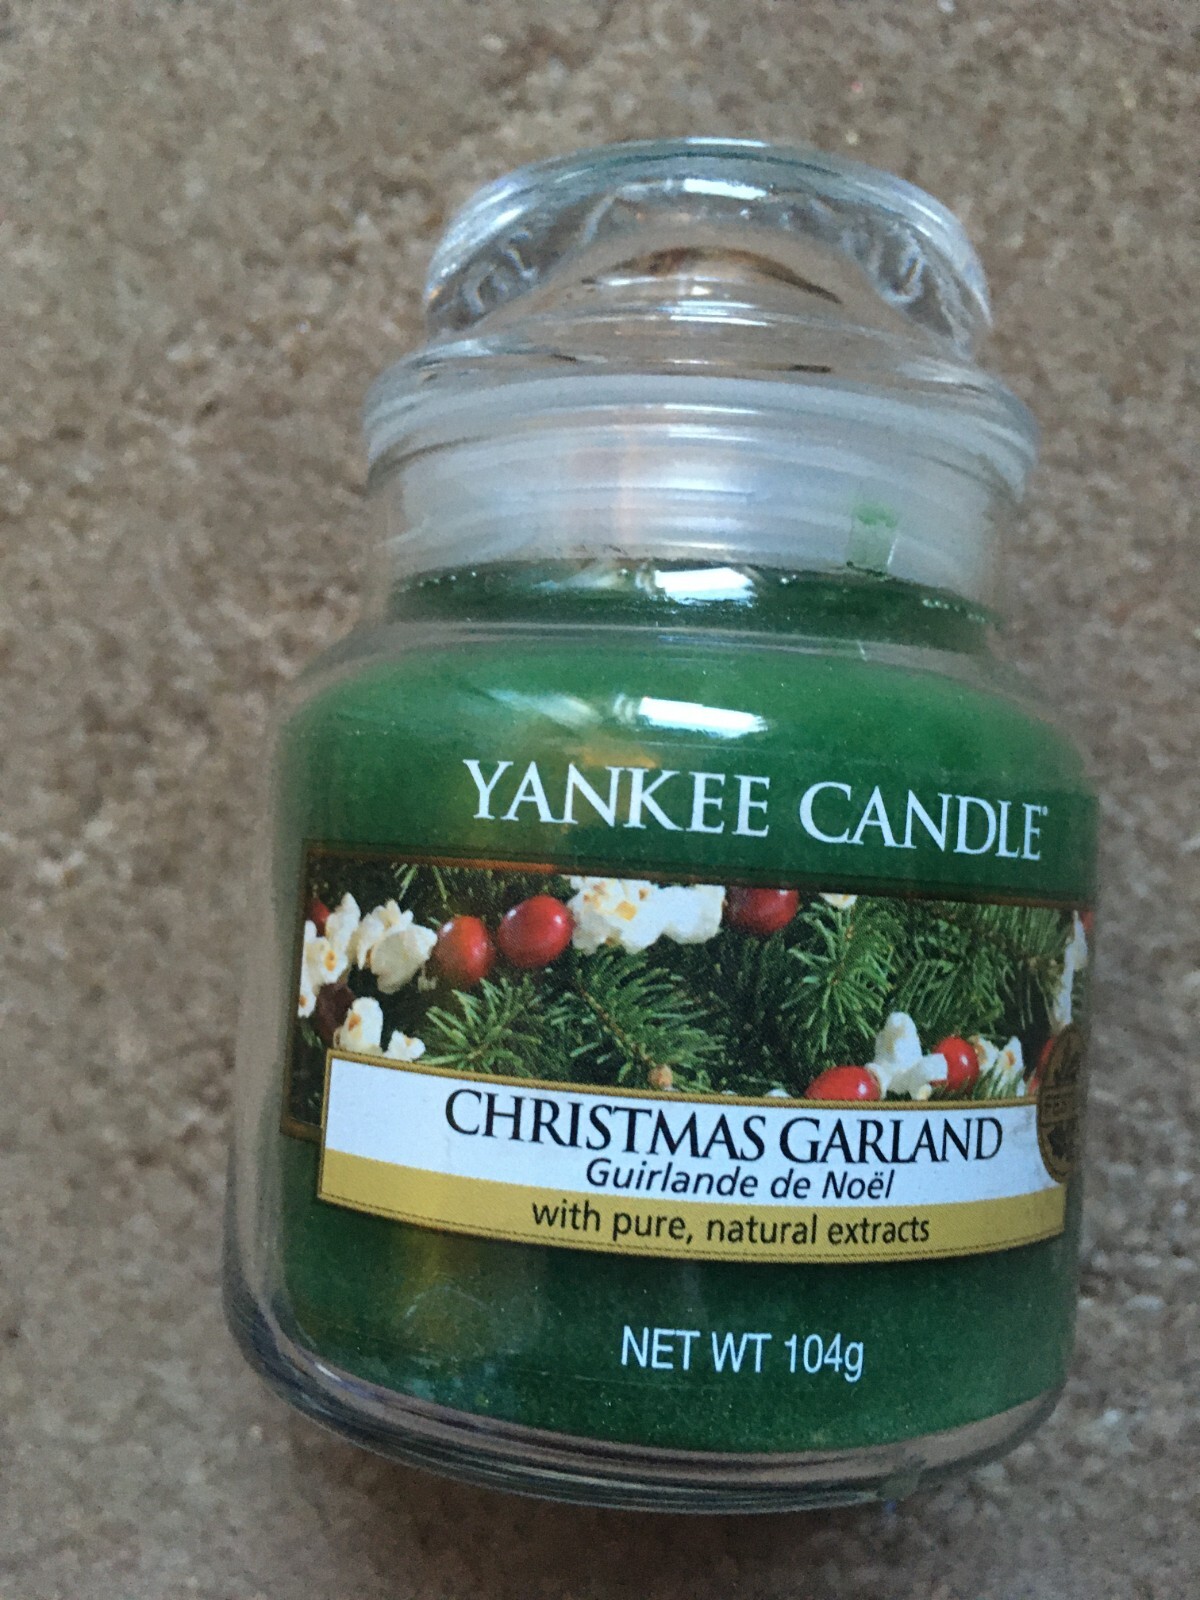 YANKEE CANDLE®
CHRISTMAS GARLAND
Guirlande de Noël
with pure, natural extracts
NET WT 104g